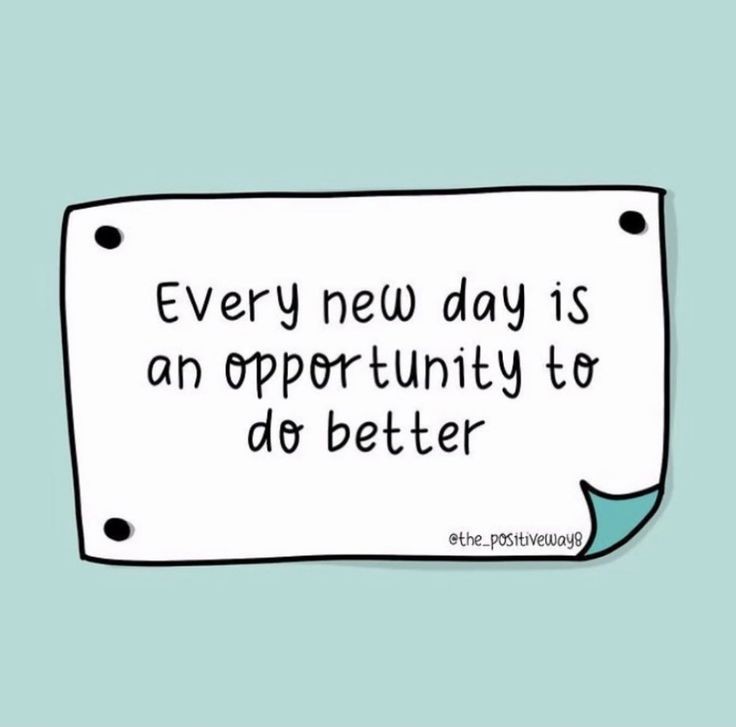 Every new day is
an opportunity to
do better
@the_positiveway8